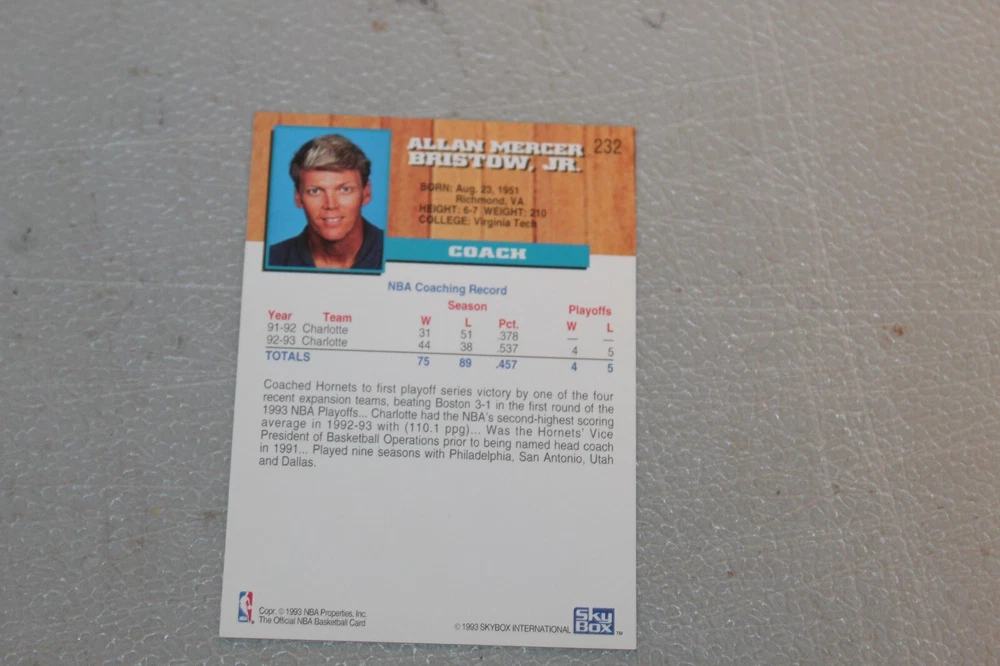 ALLAN MERCER 232
BRISTOW, JR.
BORN: Aug. 23, 1951
Richmond, VA
HEIGHT: 6-7 WEIGHT: 210
COLLEGE: Virginia Tech
COACH
NBA Coaching Record
Season Playoffs
Year Team W L Pct. W L
91-92 Charlotte 31 51 .378 — —
92-93 Charlotte 44 38 .537 4 5
TOTALS 75 89 .457 4 5
Coached Hornets to first playoff series victory by one of the four
recent expansion teams, beating Boston 3-1 in the first round of the
1993 NBA Playoffs... Charlotte had the NBA's second-highest scoring
average in 1992-93 with (110.1 ppg)... Was the Hornets' Vice
President of Basketball Operations prior to being named head coach
in 1991... Played nine seasons with Philadelphia, San Antonio, Utah
and Dallas.
Copr. © 1993 NBA Properties, Inc.
The Official NBA Basketball Card
© 1993 SKYBOX INTERNATIONAL
SKY
BOX ™